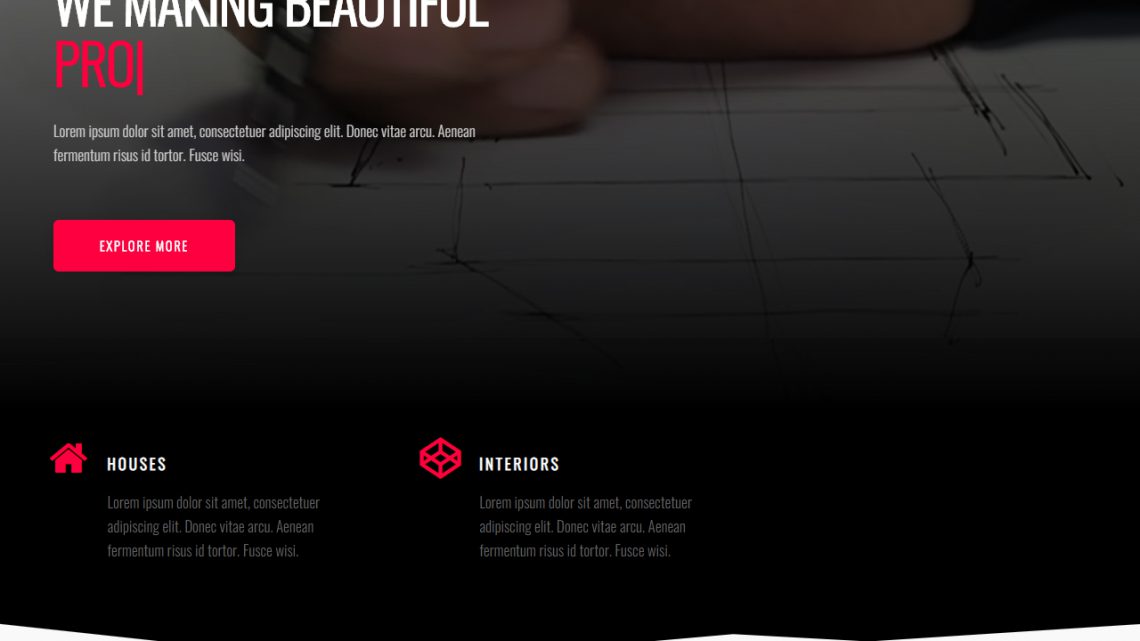 WE MAKING BEAUTIFUL
PRO|
Lorem ipsum dolor sit amet, consectetuer adipiscing elit. Donec vitae arcu. Aenean
fermentum risus id tortor. Fusce wisi.
EXPLORE MORE
HOUSES
Lorem ipsum dolor sit amet, consectetuer
adipiscing elit. Donec vitae arcu. Aenean
fermentum risus id tortor. Fusce wisi.
INTERIORS
Lorem ipsum dolor sit amet, consectetuer
adipiscing elit. Donec vitae arcu. Aenean
fermentum risus id tortor. Fusce wisi.